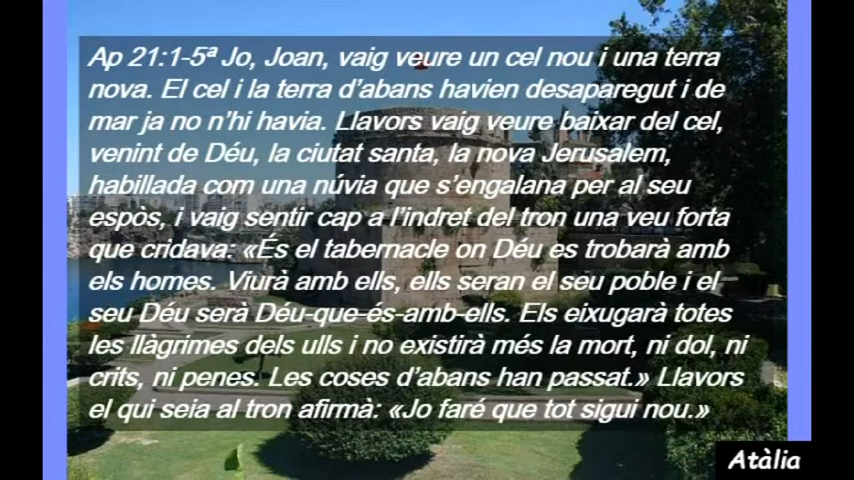 Ap 21:1-5ª Jo, Joan, vaig veure un cel nou i una terra
nova. El cel i la terra d’abans havien desaparegut i de
mar ja no n’hi havia. Llavors vaig veure baixar del cel,
venint de Déu, la ciutat santa, la nova Jerusalem,
habillada com una núvia que s’engalana per al seu
espòs, i vaig sentir cap a l’indret del tron una veu forta
que cridava: «És el tabernacle on Déu es trobarà amb
els homes. Viurà amb ells, ells seran el seu poble i el
seu Déu serà Déu-que-és-amb-ells. Els eixugarà totes
les llàgrimes dels ulls i no existirà més la mort, ni dol, ni
crits, ni penes. Les coses d’abans han passat.» Llavors
el qui seia al tron afirmà: «Jo faré que tot sigui nou.»
Atàlia